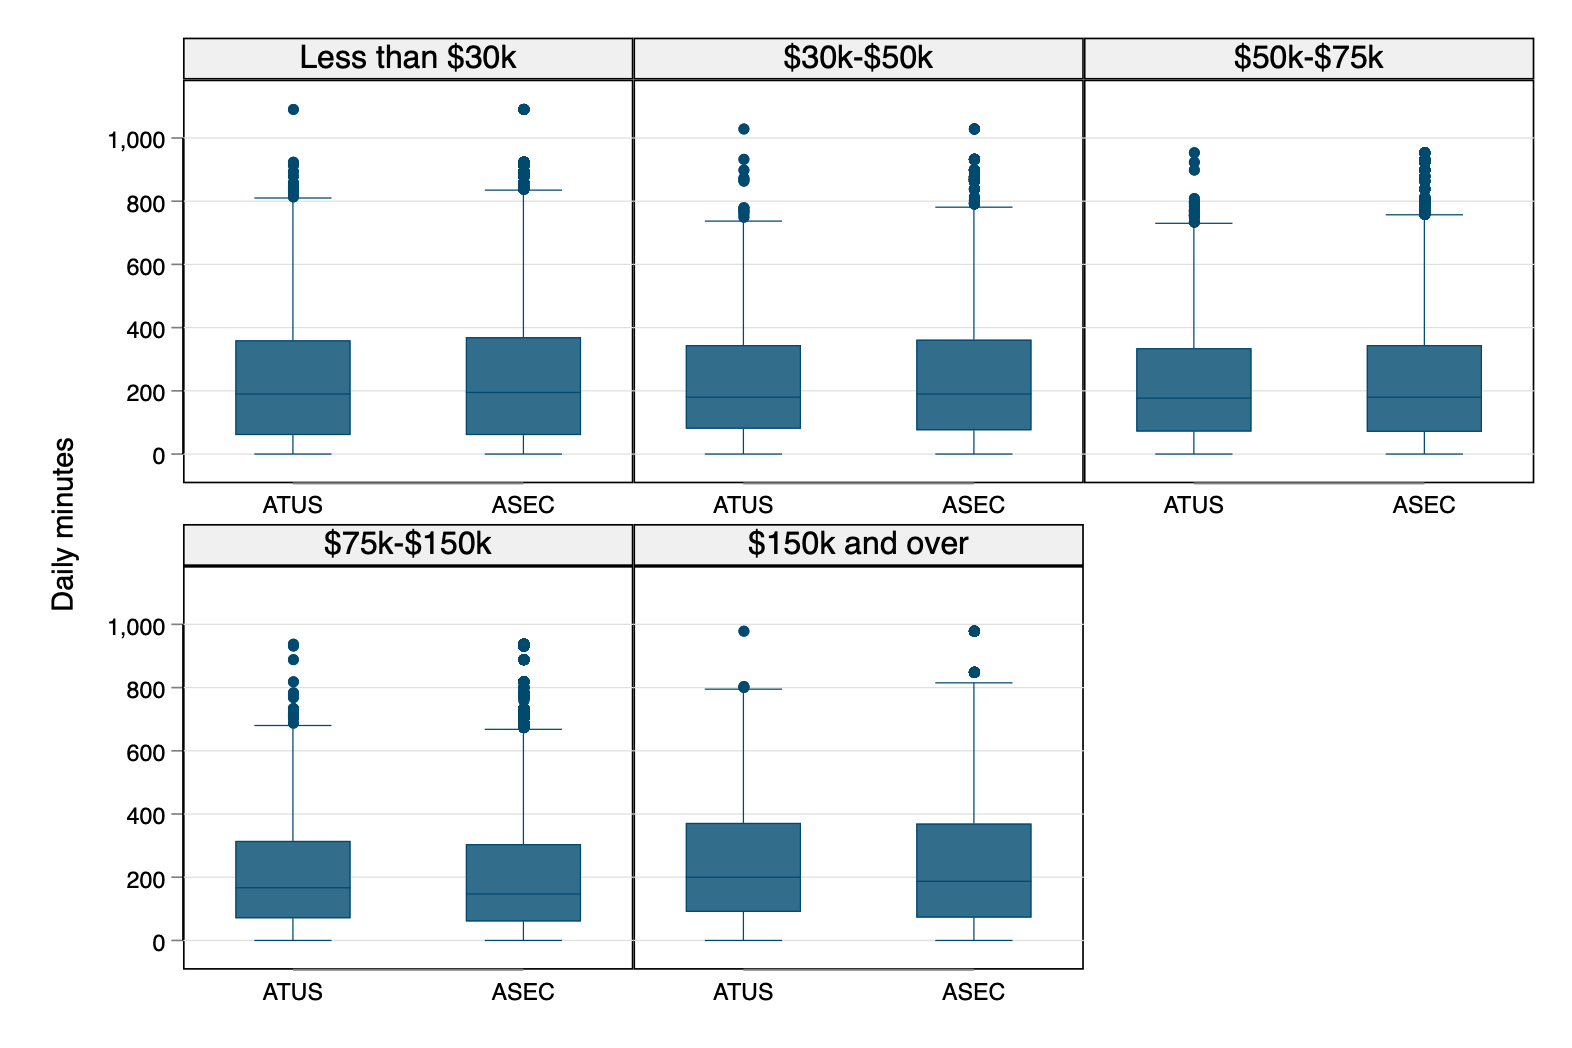 Less than $30k
$30k-$50k
$50k-$75k
1,000
800
600
400
200
0
ATUS
ASEC
ATUS
ASEC
ATUS
ASEC
Daily minutes
$75k-$150k
$150k and over
1,000
800
600
400
200
0
ATUS
ASEC
ATUS
ASEC